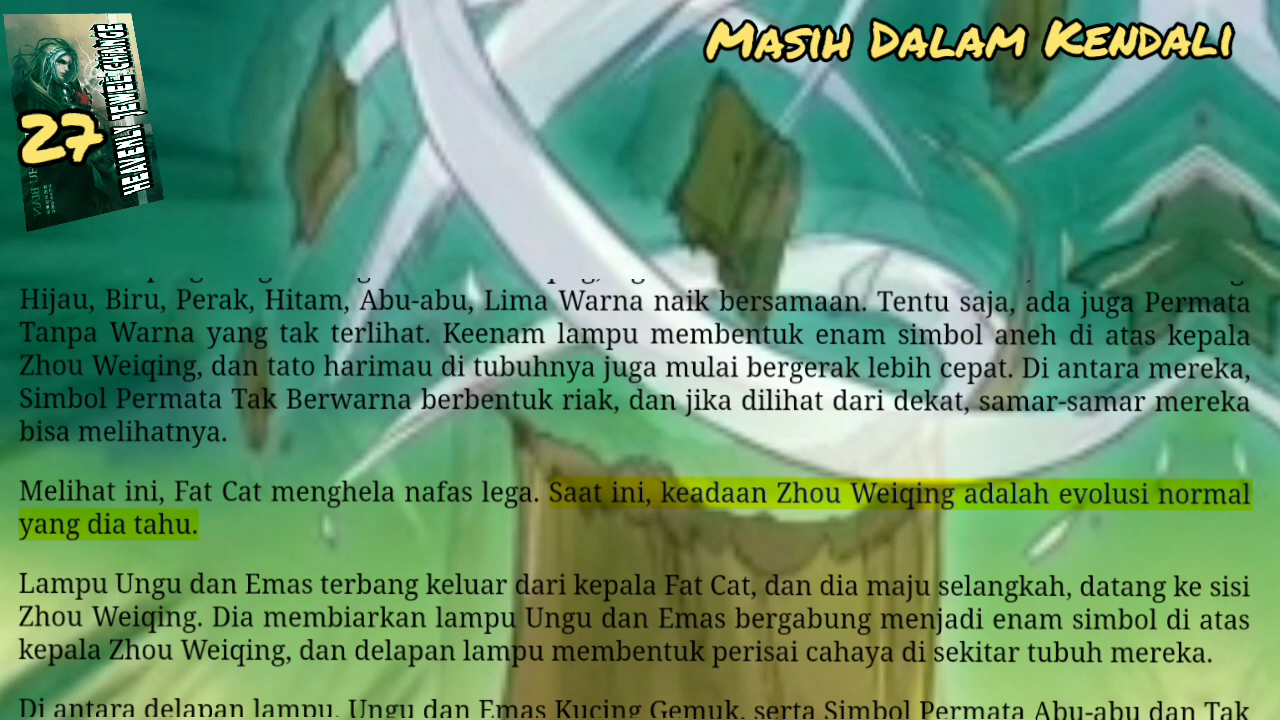 Masih Dalam Kendali
27
HEAVENLY JEWEL CHANGE
Hijau, Biru, Perak, Hitam, Abu-abu, Lima Warna naik bersamaan. Tentu saja, ada juga Permata
Tanpa Warna yang tak terlihat. Keenam lampu membentuk enam simbol aneh di atas kepala
Zhou Weiqing, dan tato harimau di tubuhnya juga mulai bergerak lebih cepat. Di antara mereka,
Simbol Permata Tak Berwarna berbentuk riak, dan jika dilihat dari dekat, samar-samar mereka
bisa melihatnya.
Melihat ini, Fat Cat menghela nafas lega. Saat ini, keadaan Zhou Weiqing adalah evolusi normal
yang dia tahu.
Lampu Ungu dan Emas terbang keluar dari kepala Fat Cat, dan dia maju selangkah, datang ke sisi
Zhou Weiqing. Dia membiarkan lampu Ungu dan Emas bergabung menjadi enam simbol di atas
kepala Zhou Weiqing, dan delapan lampu membentuk perisai cahaya di sekitar tubuh mereka.
Di antara delapan lampu, Ungu dan Emas Kucing Gemuk, serta Simbol Permata Abu-abu dan Tak